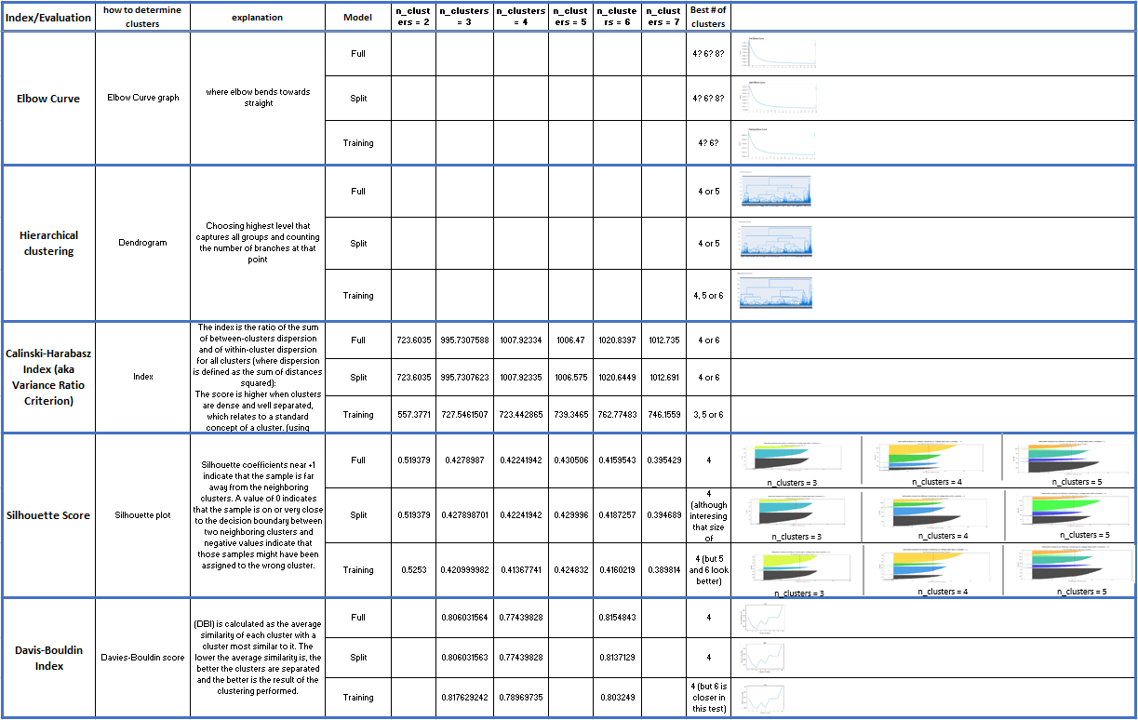 Index/Evaluation
how to determine
clusters
explanation
Model
n_clust
ers = 2
n_clusters
= 3
n_clusters
= 4
n_clust
ers = 5
n_cluste
rs = 6
n_clust
ers = 7
Best # of
clusters
Elbow Curve
Elbow Curve graph
where elbow bends towards
straight
Full
4? 6? 8?
Split
4? 6? 8?
Training
4? 6?
Hierarchical
clustering
Dendrogram
Choosing highest level that
captures all groups and counting
the number of branches at that
point
Full
4 or 5
Split
4 or 5
Training
4, 5 or 6
Calinski-Harabasz
Index (aka
Variance Ratio
Criterion)
Index
The index is the ratio of the sum
of between-clusters dispersion
and of within-cluster dispersion
for all clusters (where dispersion
is defined as the sum of distances
squared):
The score is higher when clusters
are dense and well separated,
which relates to a standard
concept of a cluster. (using
Full
723.6035
995.7307588
1007.92334
1006.47
1020.8397
1012.735
4 or 6
Split
723.6035
995.7307623
1007.92335
1006.575
1020.6449
1012.691
4 or 6
Training
557.3771
727.5461507
723.442865
739.3465
762.77483
746.1559
3, 5 or 6
Silhouette Score
Silhouette plot
Silhouette coefficients near +1
indicate that the sample is far
away from the neighboring
clusters. A value of 0 indicates
that the sample is on or very close
to the decision boundary between
two neighboring clusters and
negative values indicate that
those samples might have been
assigned to the wrong cluster.
Full
0.519379
0.4278987
0.42241942
0.430506
0.4159543
0.395429
4
n_clusters = 3
n_clusters = 4
n_clusters = 5
Split
0.519379
0.427898701
0.42241942
0.429996
0.4187257
0.394689
4
(although
interesing
that size
of
n_clusters = 3
n_clusters = 4
n_clusters = 5
Training
0.5253
0.420999982
0.41367741
0.424832
0.4160219
0.389814
4 (but 5
and 6 look
better)
n_clusters = 3
n_clusters = 4
n_clusters = 5
Davis-Bouldin
Index
Davies-Bouldin score
(DBI) is calculated as the average
similarity of each cluster with a
cluster most similar to it. The
lower the average similarity is, the
better the clusters are separated
and the better is the result of the
clustering performed.
Full
0.806031564
0.77439828
0.8154843
4
Split
0.806031563
0.77439828
0.8137129
4
Training
0.817629242
0.78969735
0.803249
4 (but 6 is
closer in
this test)